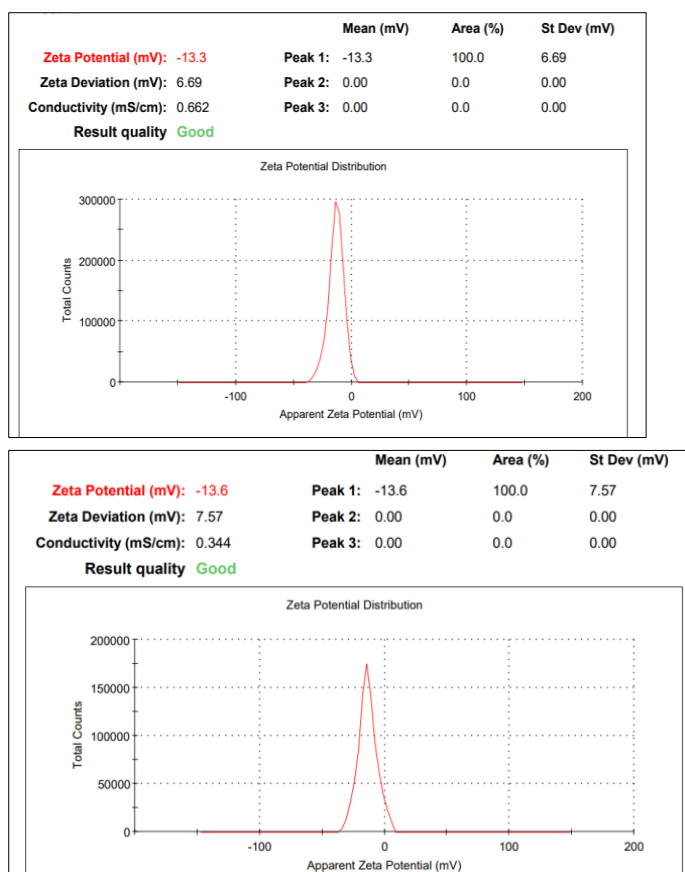 Mean (mV) Area (%) St Dev (mV)
Zeta Potential (mV): -13.3 Peak 1: -13.3 100.0 6.69
Zeta Deviation (mV): 6.69 Peak 2: 0.00 0.0 0.00
Conductivity (mS/cm): 0.662 Peak 3: 0.00 0.0 0.00
Result quality Good
Zeta Potential Distribution
300000
200000
100000
0
Total Counts
-100 0 100 200
Apparent Zeta Potential (mV)
Mean (mV) Area (%) St Dev (mV)
Zeta Potential (mV): -13.6 Peak 1: -13.6 100.0 7.57
Zeta Deviation (mV): 7.57 Peak 2: 0.00 0.0 0.00
Conductivity (mS/cm): 0.344 Peak 3: 0.00 0.0 0.00
Result quality Good
Zeta Potential Distribution
200000
150000
100000
50000
0
Total Counts
-100 0 100 200
Apparent Zeta Potential (mV)